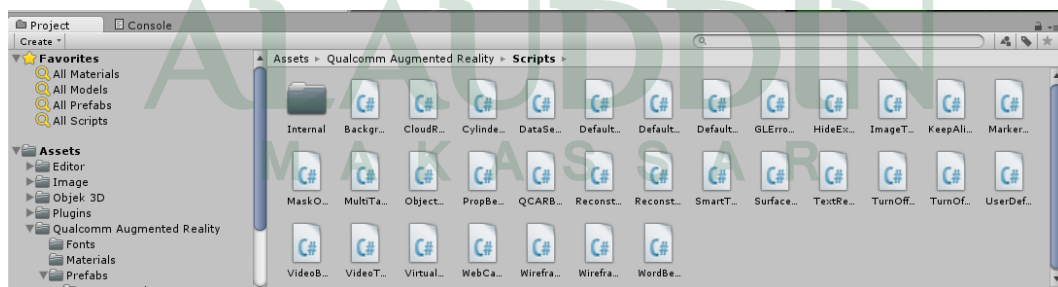 ALAUDDIN
Project Console
Create
Favorites
All Materials
All Models
All Prefabs
All Scripts
Assets
Editor
Image
Objek 3D
Plugins
Qualcomm Augmented Reality
Fonts
Materials
Prefabs
Assets Qualcomm Augmented Reality Scripts
Internal Backgr... CloudR... Cylinde... DataSe... Default... Default... Default... GLErro... HideEx... ImageT... KeepAli... Marker...
MAKASSAR
MaskO... MultiTa... Object... PropBe... QCARB... Reconst... Reconst... SmartT... Surface... TextRe... TurnOff... TurnOf... UserDef...
VideoB... VideoT... Virtual... WebCa... Wirefra... Wirefra... WordBe...